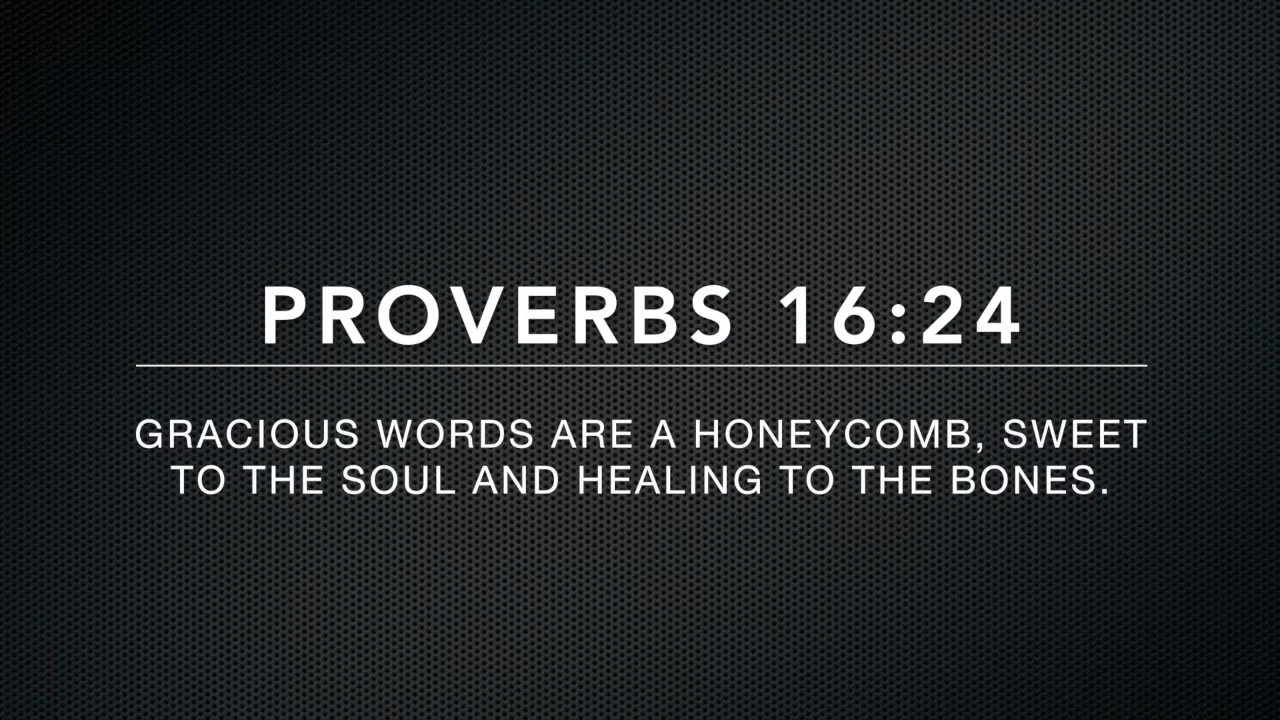 PROVERBS 16:24
GRACIOUS WORDS ARE A HONEYCOMB, SWEET
TO THE SOUL AND HEALING TO THE BONES.